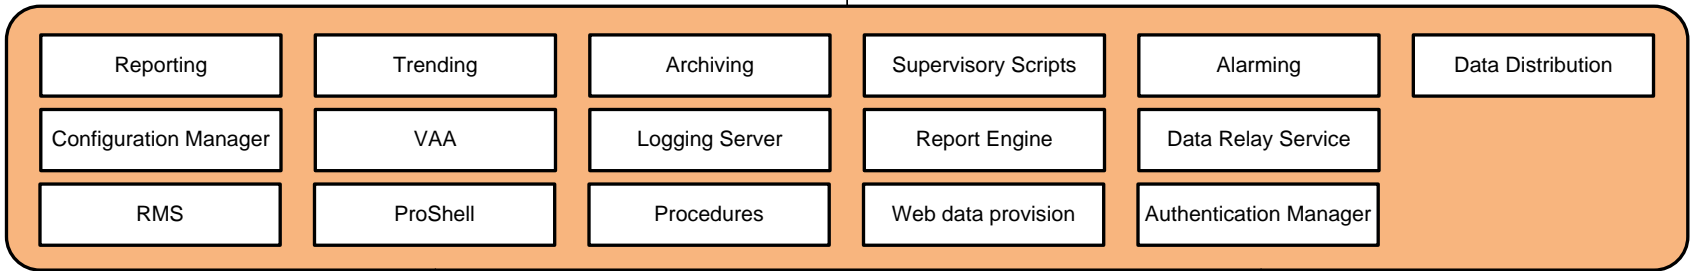 Reporting
Trending
Archiving
Supervisory Scripts
Alarming
Data Distribution
Configuration Manager
VAA
Logging Server
Report Engine
Data Relay Service
RMS
ProShell
Procedures
Web data provision
Authentication Manager